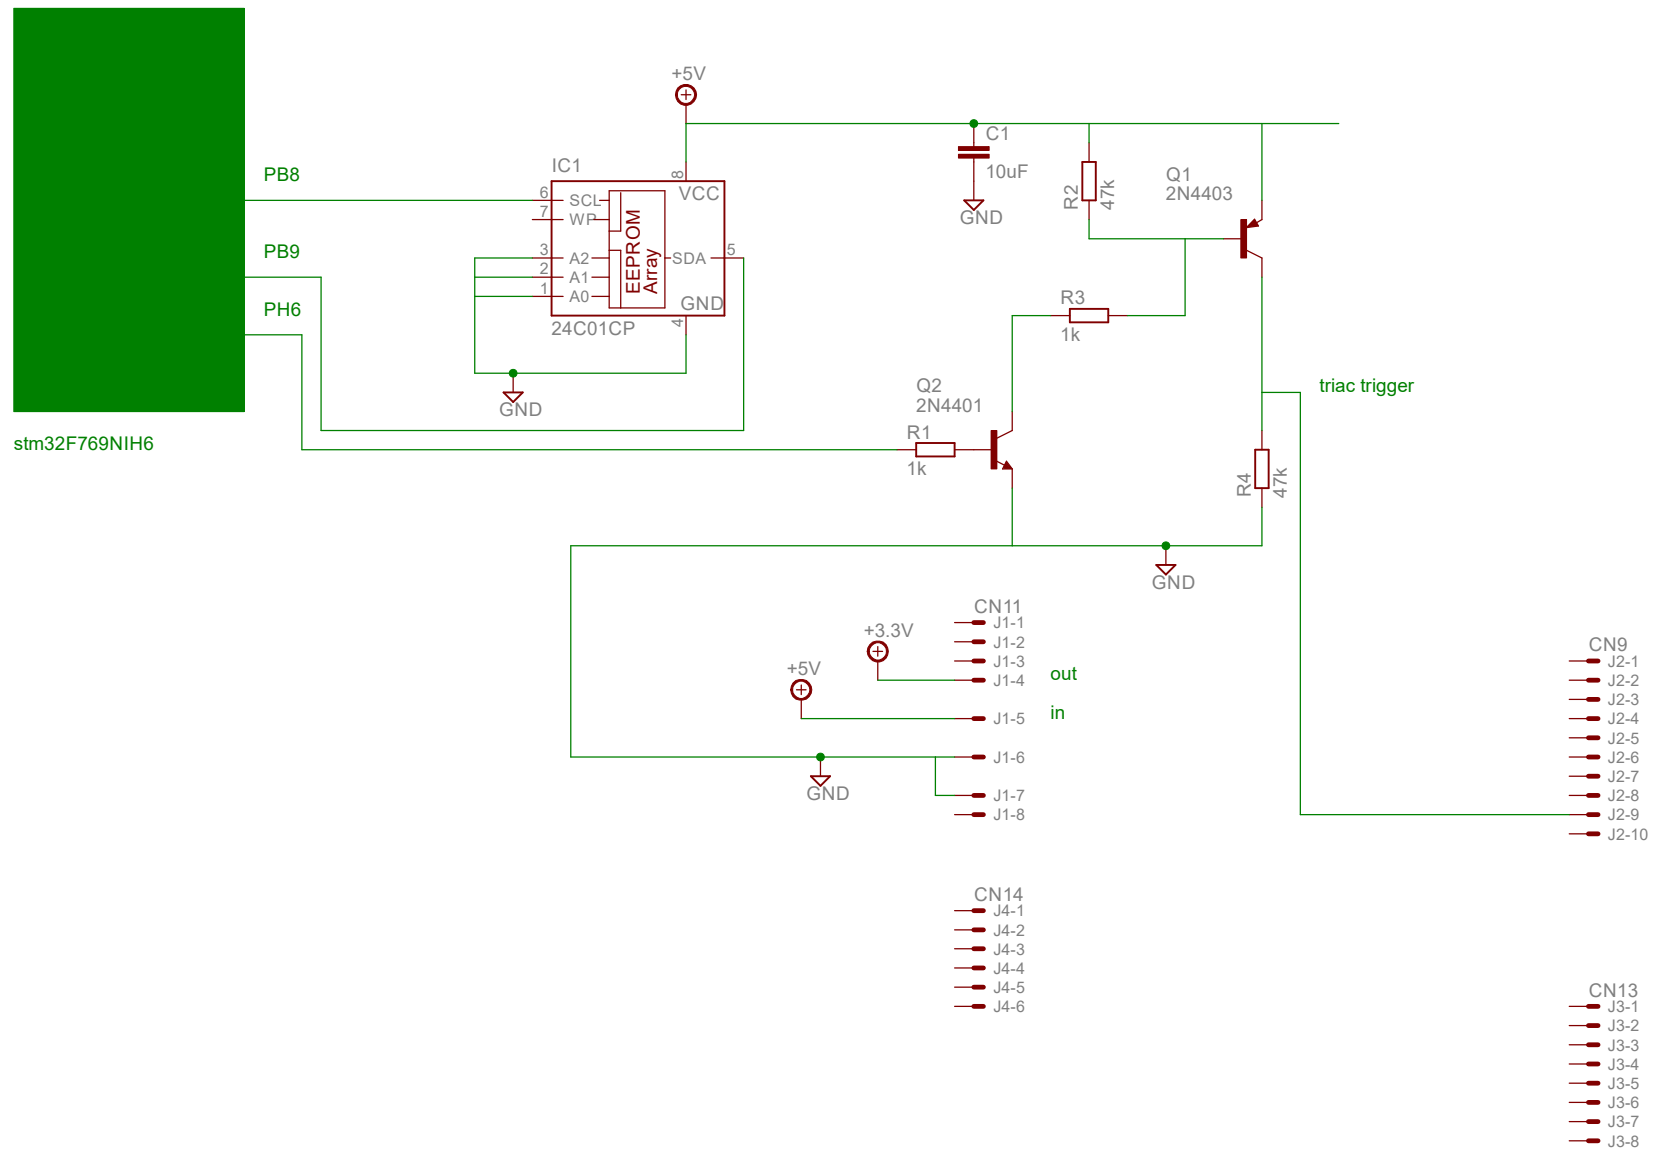 +5V
PB8
PB9
PH6
stm32F769NIH6
IC1
8
VCC
6
SCL
7
WP
3
A2
2
A1
1
A0
EEPROM
Array
SDA
5
GND
24C01CP
4
GND
C1
10uF
GND
R2
47k
Q1
2N4403
R3
1k
Q2
2N4401
R1
1k
triac trigger
R4
47k
GND
CN11
J1-1
J1-2
J1-3
J1-4
J1-5
J1-6
J1-7
J1-8
+3.3V
+5V
out
in
GND
CN9
J2-1
J2-2
J2-3
J2-4
J2-5
J2-6
J2-7
J2-8
J2-9
J2-10
CN14
J4-1
J4-2
J4-3
J4-4
J4-5
J4-6
CN13
J3-1
J3-2
J3-3
J3-4
J3-5
J3-6
J3-7
J3-8